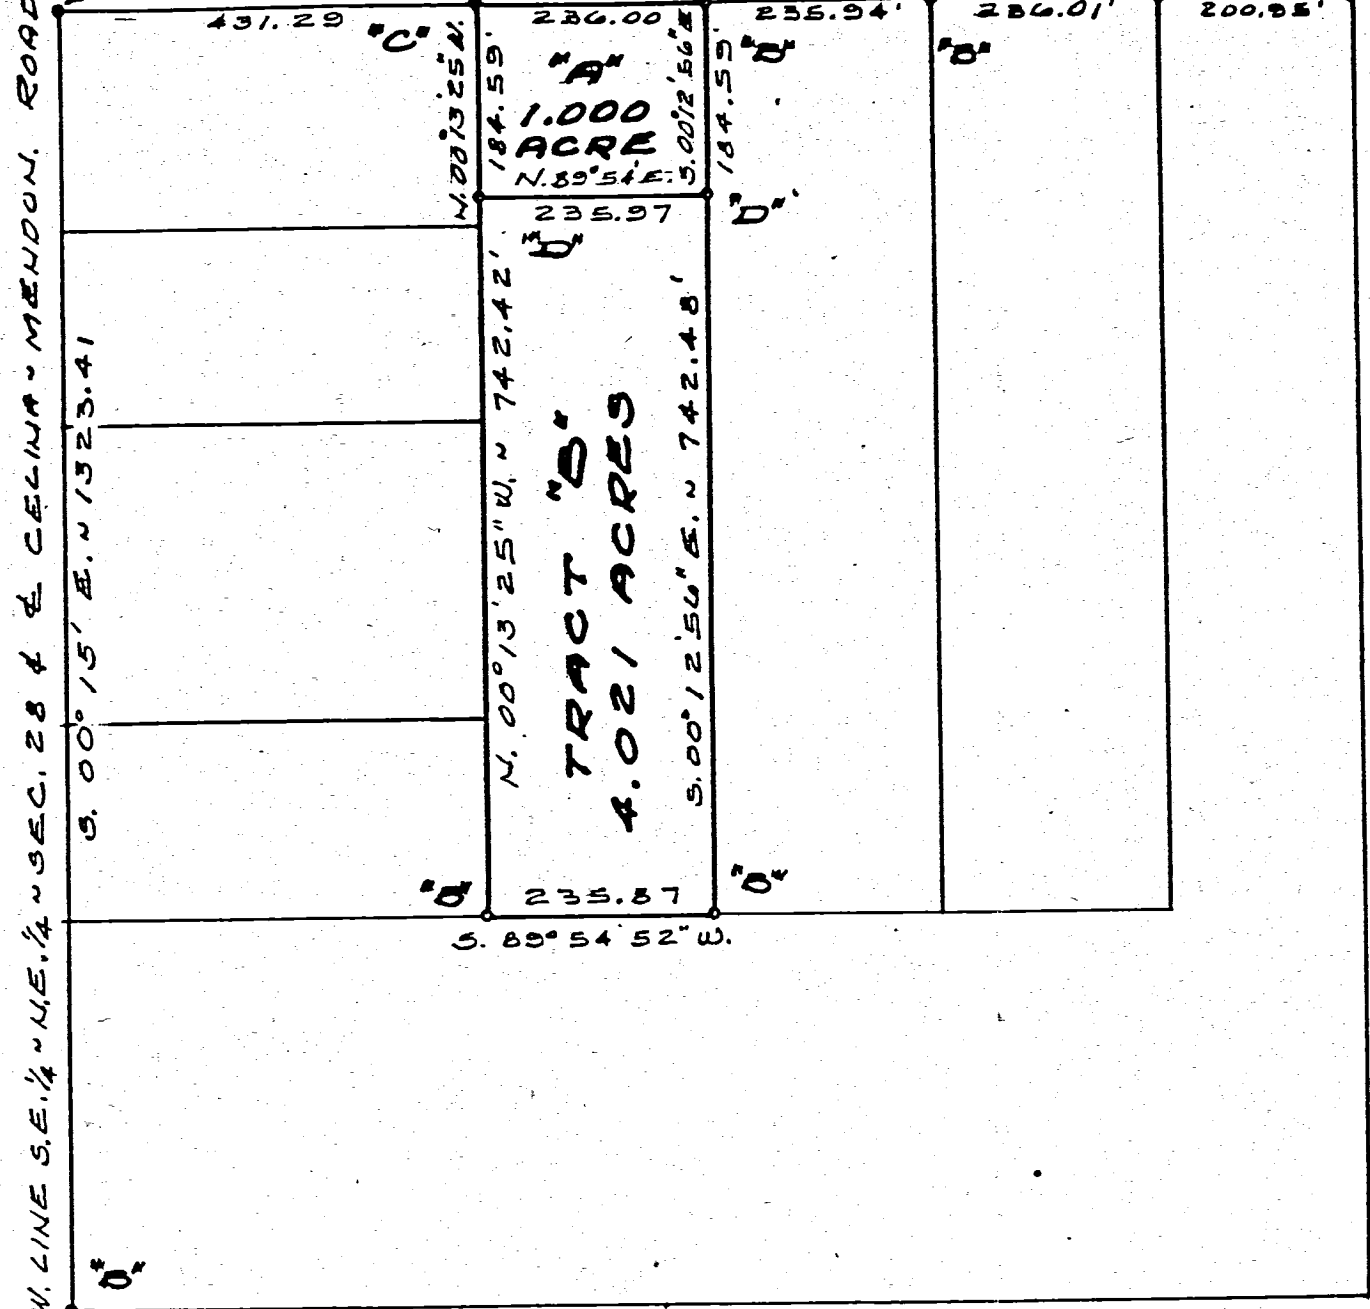 431.29
236.00
235.94'
236.01'
"C"
"A"
1.000
ACRE
N. 89° 54' E.
235.97
N. 00° 13' 25" W.
184.59'
S. 00° 12' 56" E
184.59'
"B"
"B"
"D"
"D"
N. 00° 13' 25" W. ~ 742.42'
TRACT "B"
4.021 ACRES
S. 00° 12' 56" E. ~ 742.48'
"B"
235.87
"B"
S. 89° 54' 52" W.
S. 00° 15' E. ~ 1323.41
W. LINE S.E. 1/4 ~ N.E. 1/4 ~ SEC. 28 & ℄ CELINA ~ MENDON. ROAD
"B"